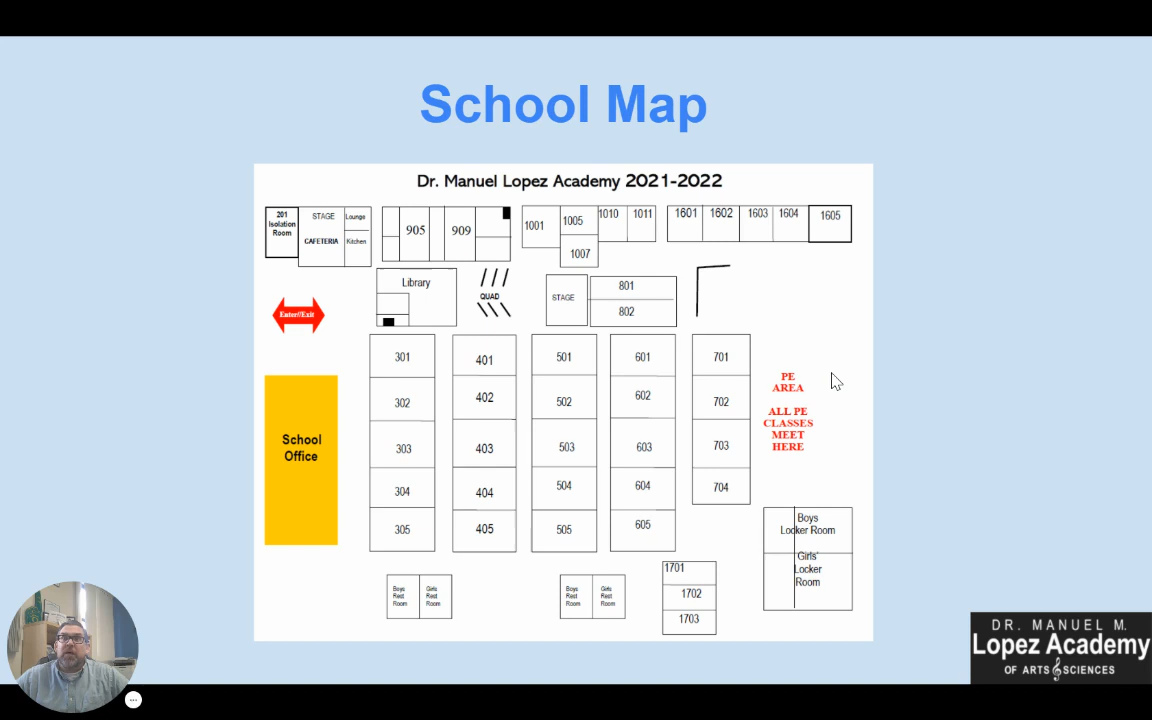 School Map
Dr. Manuel Lopez Academy 2021-2022
201
Isolation
Room
STAGE
Lounge
CAFETERIA
Kitchen
905
909
1001
1005
1010
1011
1007
1601
1602
1603
1604
1605
Library
QUAD
STAGE
801
802
Enter//Exit
School
Office
301
302
303
304
305
401
402
403
404
405
501
502
503
504
505
601
602
603
604
605
701
702
703
704
PE
AREA
ALL PE
CLASSES
MEET
HERE
Boys
Locker Room
Girls'
Locker
Room
Boys
Rest
Room
Girls
Rest
Room
Boys
Rest
Room
Girls
Rest
Room
1701
1702
1703
DR. MANUEL M.
Lopez Academy
OF ARTS & SCIENCES